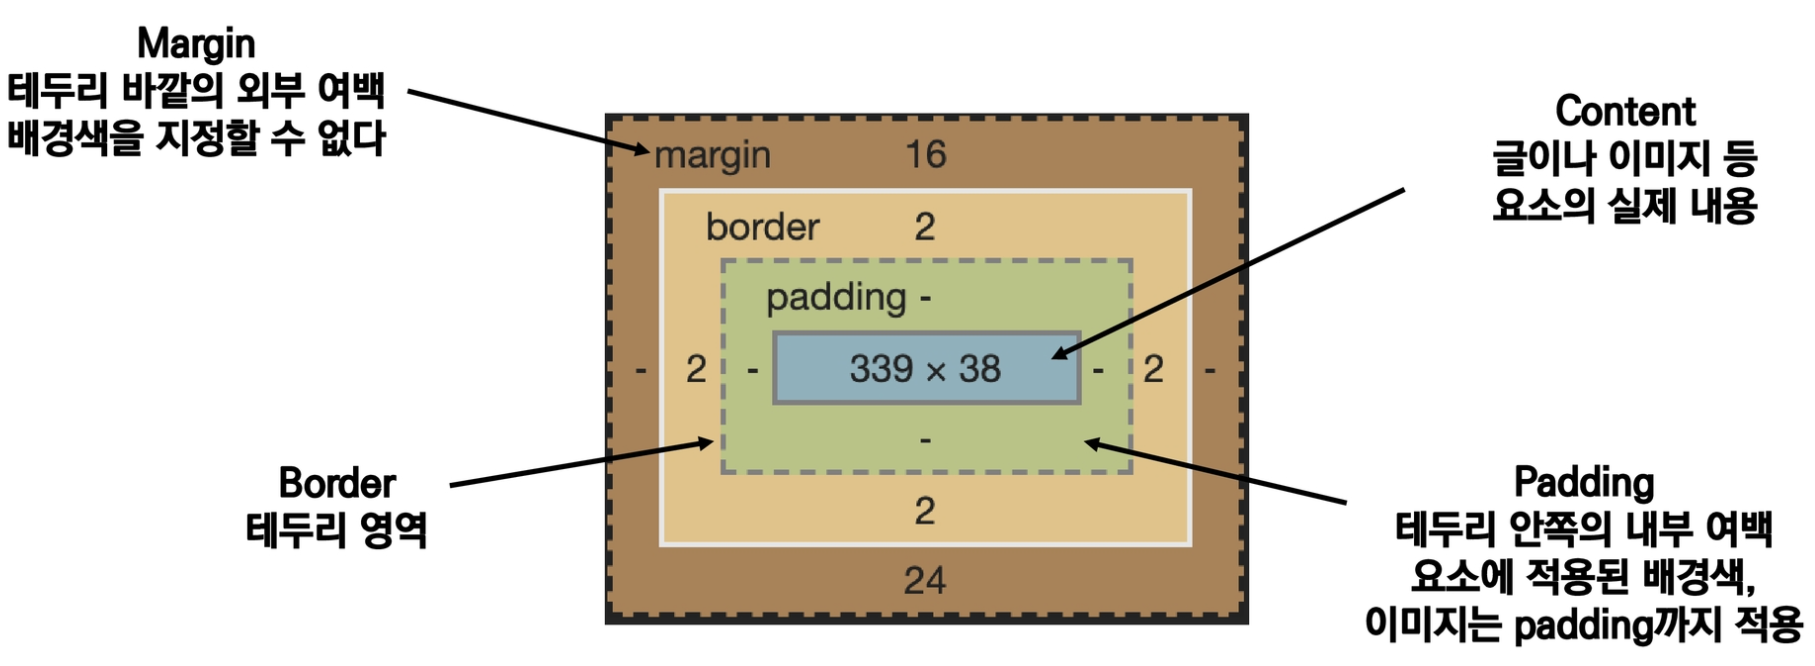 Margin
테두리 바깥의 외부 여백
배경색을 지정할 수 없다
Content
글이나 이미지 등
요소의 실제 내용
margin 16
border 2
padding -
- 2 - 339 × 38 - 2 -
-
2
24
Border
테두리 영역
Padding
테두리 안쪽의 내부 여백
요소에 적용된 배경색,
이미지는 padding까지 적용